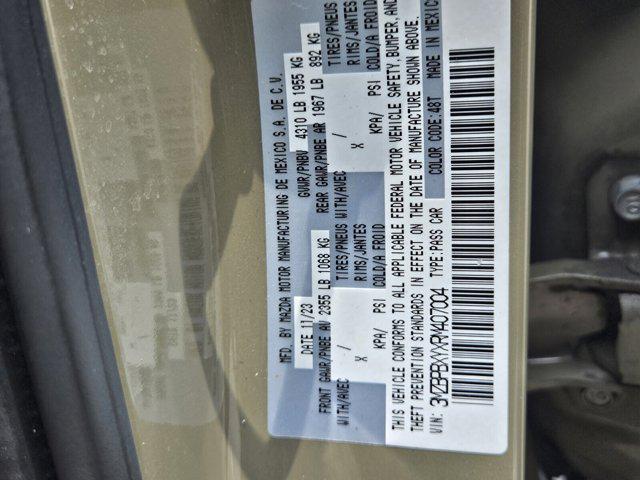 MFD. BY MAZDA MOTOR MANUFACTURING DE MEXICO S.A. DE C.V.
DATE 11/23 GVWR/PNBV 4310 LB 1955 KG
FRONT GAWR/PNBE AV 2355 LB 1068 KG REAR GAWR/PNBE AR 1967 LB 892 KG
WITH/AVEC / TIRES/PNEUS WITH/AVEC / TIRES/PNEUS
X RIMS/JANTES X RIMS/JANTES
KPA/ PSI COLD/A FROID KPA/ PSI COLD/A FROID
THIS VEHICLE CONFORMS TO ALL APPLICABLE FEDERAL MOTOR VEHICLE SAFETY, BUMPER, AND
THEFT PREVENTION STANDARDS IN EFFECT ON THE DATE OF MANUFACTURE SHOWN ABOVE.
VIN: 3MZBPBXYXRM407004 TYPE:PASS CAR COLOR CODE:48T MADE IN MEXICO